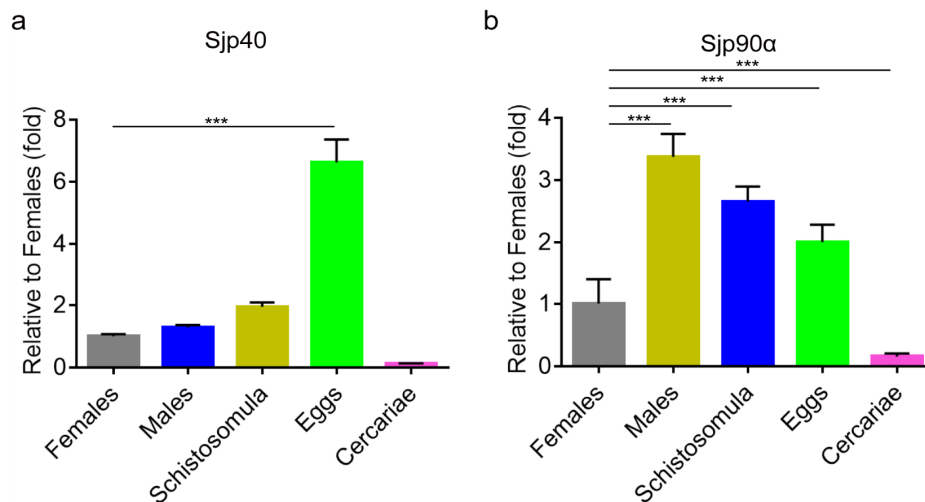 a
Sjp40
Relative to Females (fold)
8
6
4
2
0
***
Females
Males
Schistosomula
Eggs
Cercariae
b
Sjp90α
Relative to Females (fold)
4
3
2
1
0
***
***
***
***
Females
Males
Schistosomula
Eggs
Cercariae